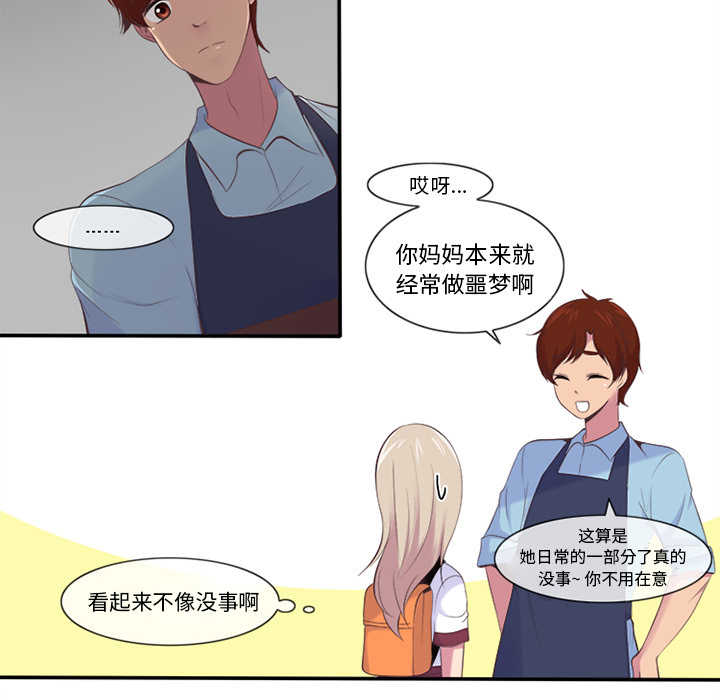 ……
哎呀…
你妈妈本来就
经常做噩梦啊
这算是
她日常的一部分了真的
没事~ 你不用在意
看起来不像没事啊